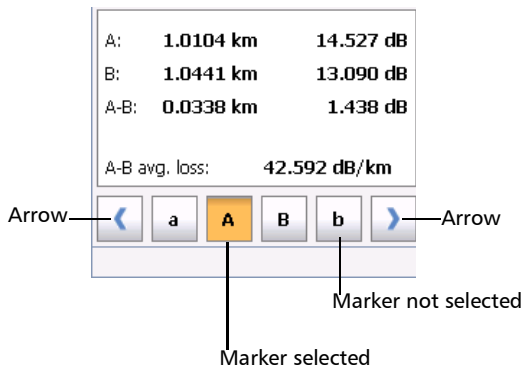 A: 1.0104 km 14.527 dB
B: 1.0441 km 13.090 dB
A-B: 0.0338 km 1.438 dB
A-B avg. loss: 42.592 dB/km
Arrow a A B b Arrow
Marker not selected
Marker selected